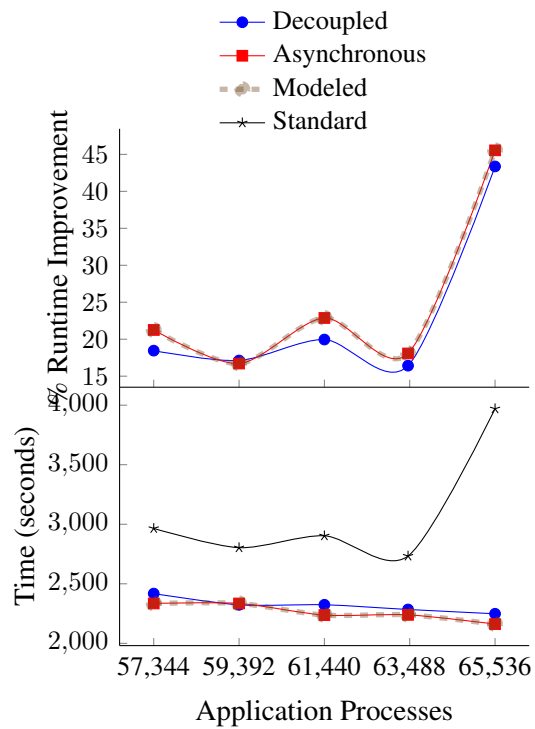 Decoupled
Asynchronous
Modeled
Standard
% Runtime Improvement
45
40
35
30
25
20
15
Time (seconds)
4,000
3,500
3,000
2,500
2,000
57,344 59,392 61,440 63,488 65,536
Application Processes